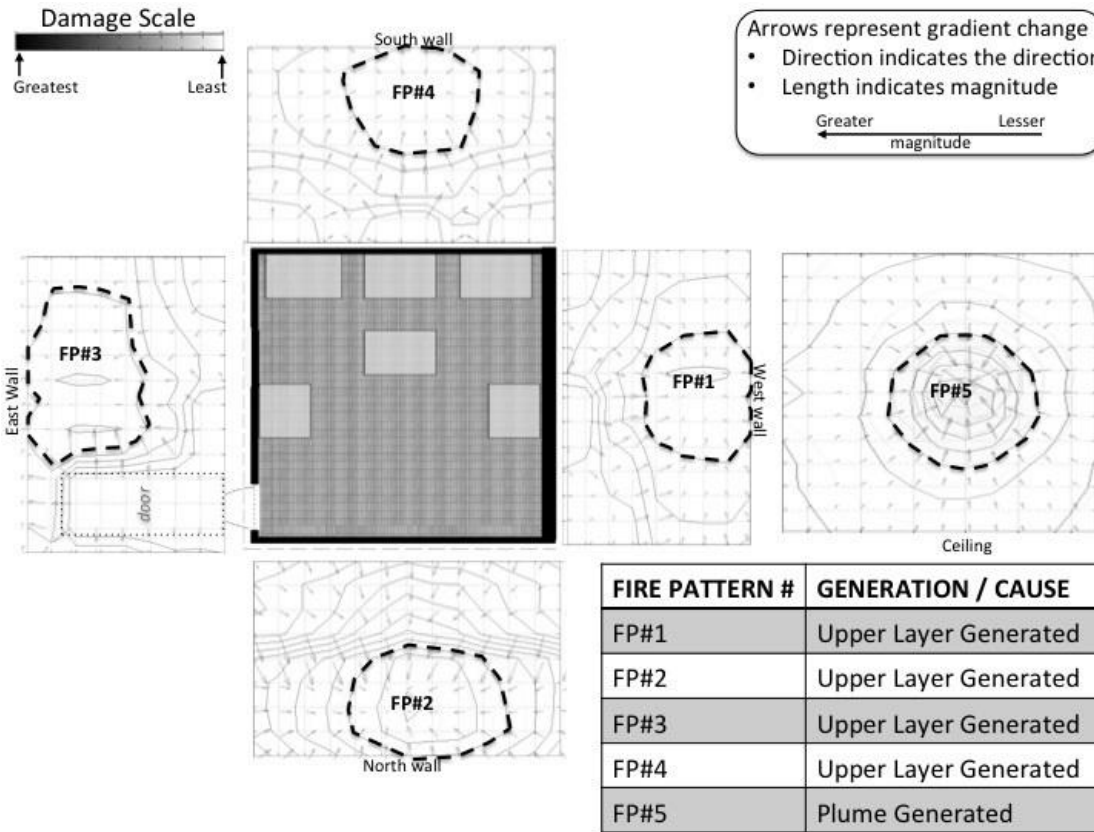 Damage Scale
Greatest Least
South wall
FP#4
Arrows represent gradient change
• Direction indicates the direction
• Length indicates magnitude
Greater Lesser
magnitude
East Wall
FP#3
door
FP#1
West wall
FP#5
Ceiling
FP#2
North wall
FIRE PATTERN # GENERATION / CAUSE
FP#1 Upper Layer Generated
FP#2 Upper Layer Generated
FP#3 Upper Layer Generated
FP#4 Upper Layer Generated
FP#5 Plume Generated